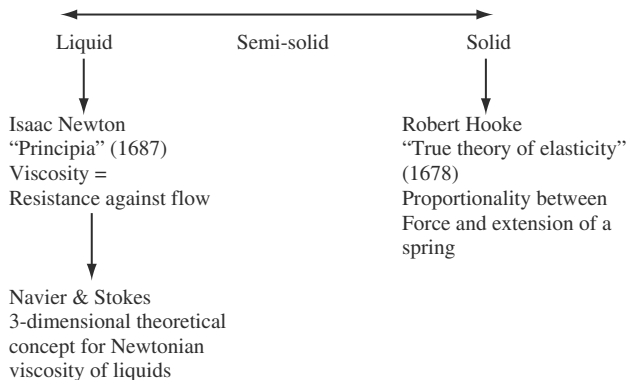 Liquid Semi-solid Solid
Isaac Newton
“Principia” (1687)
Viscosity =
Resistance against flow
Robert Hooke
“True theory of elasticity”
(1678)
Proportionality between
Force and extension of a
spring
Navier & Stokes
3-dimensional theoretical
concept for Newtonian
viscosity of liquids